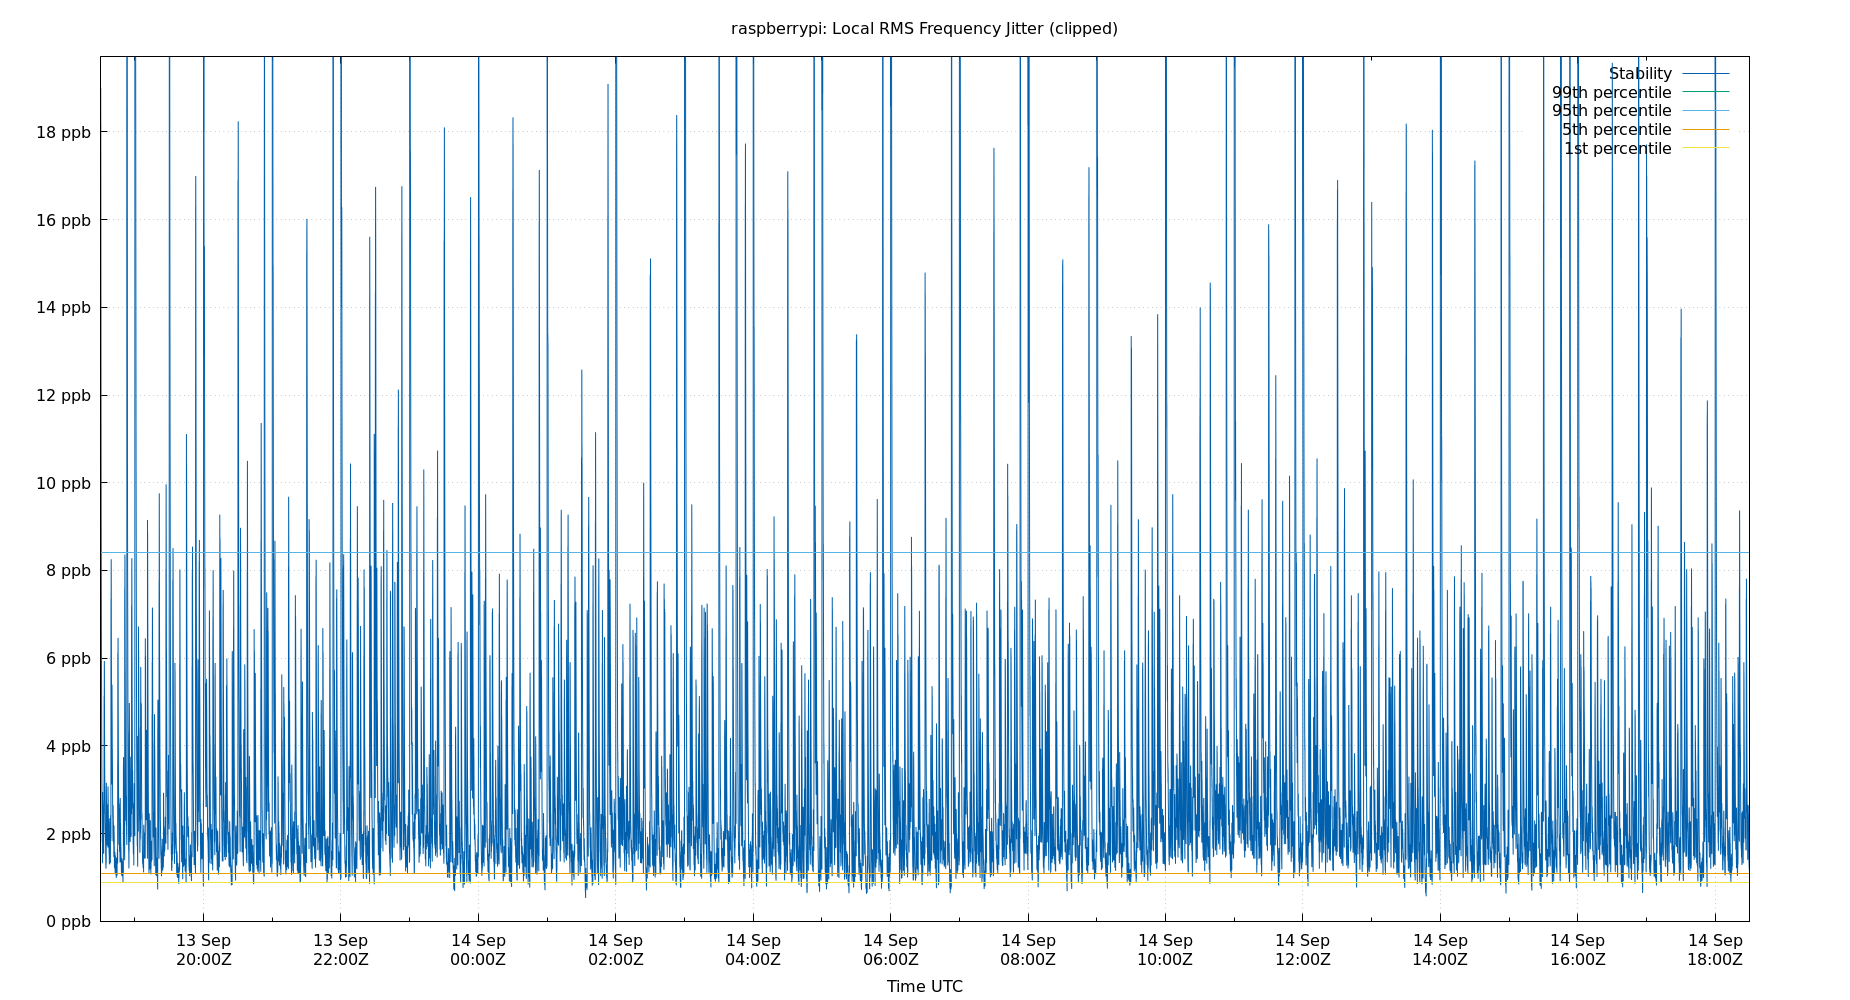 raspberrypi: Local RMS Frequency Jitter (clipped)
Stability
99th percentile
95th percentile
5th percentile
1st percentile
18 ppb
16 ppb
14 ppb
12 ppb
10 ppb
8 ppb
6 ppb
4 ppb
2 ppb
0 ppb
13 Sep 13 Sep 14 Sep 14 Sep 14 Sep 14 Sep 14 Sep 14 Sep 14 Sep 14 Sep 14 Sep 14 Sep
20:00Z 22:00Z 00:00Z 02:00Z 04:00Z 06:00Z 08:00Z 10:00Z 12:00Z 14:00Z 16:00Z 18:00Z
Time UTC